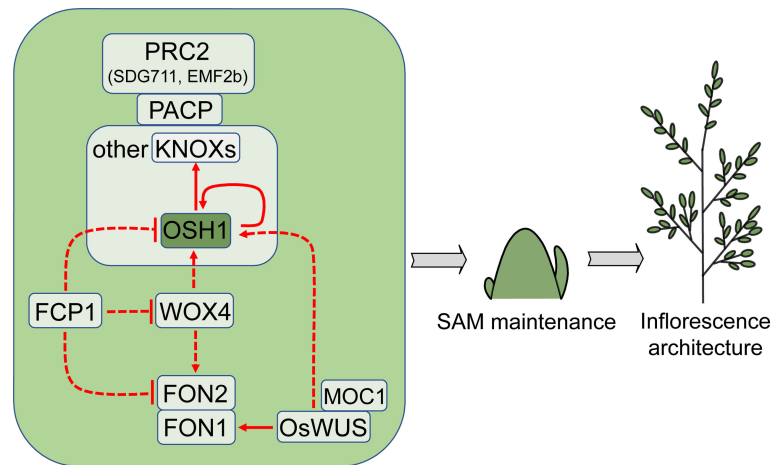 PRC2
(SDG711, EMF2b)
PACP
other KNOXs
OSH1
FCP1
WOX4
FON2
FON1
MOC1
OsWUS
SAM maintenance
Inflorescence
architecture